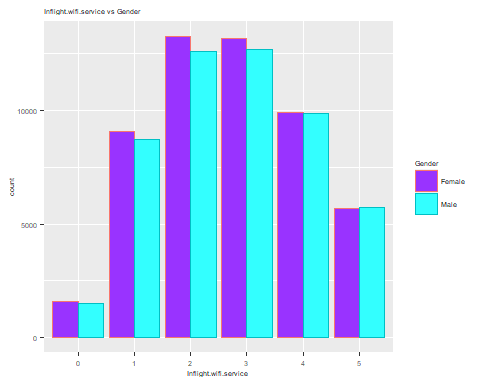 Inflight.wifi.service vs Gender
10000
5000
0
count
0 1 2 3 4 5
Inflight.wifi.service
Gender
Female
Male